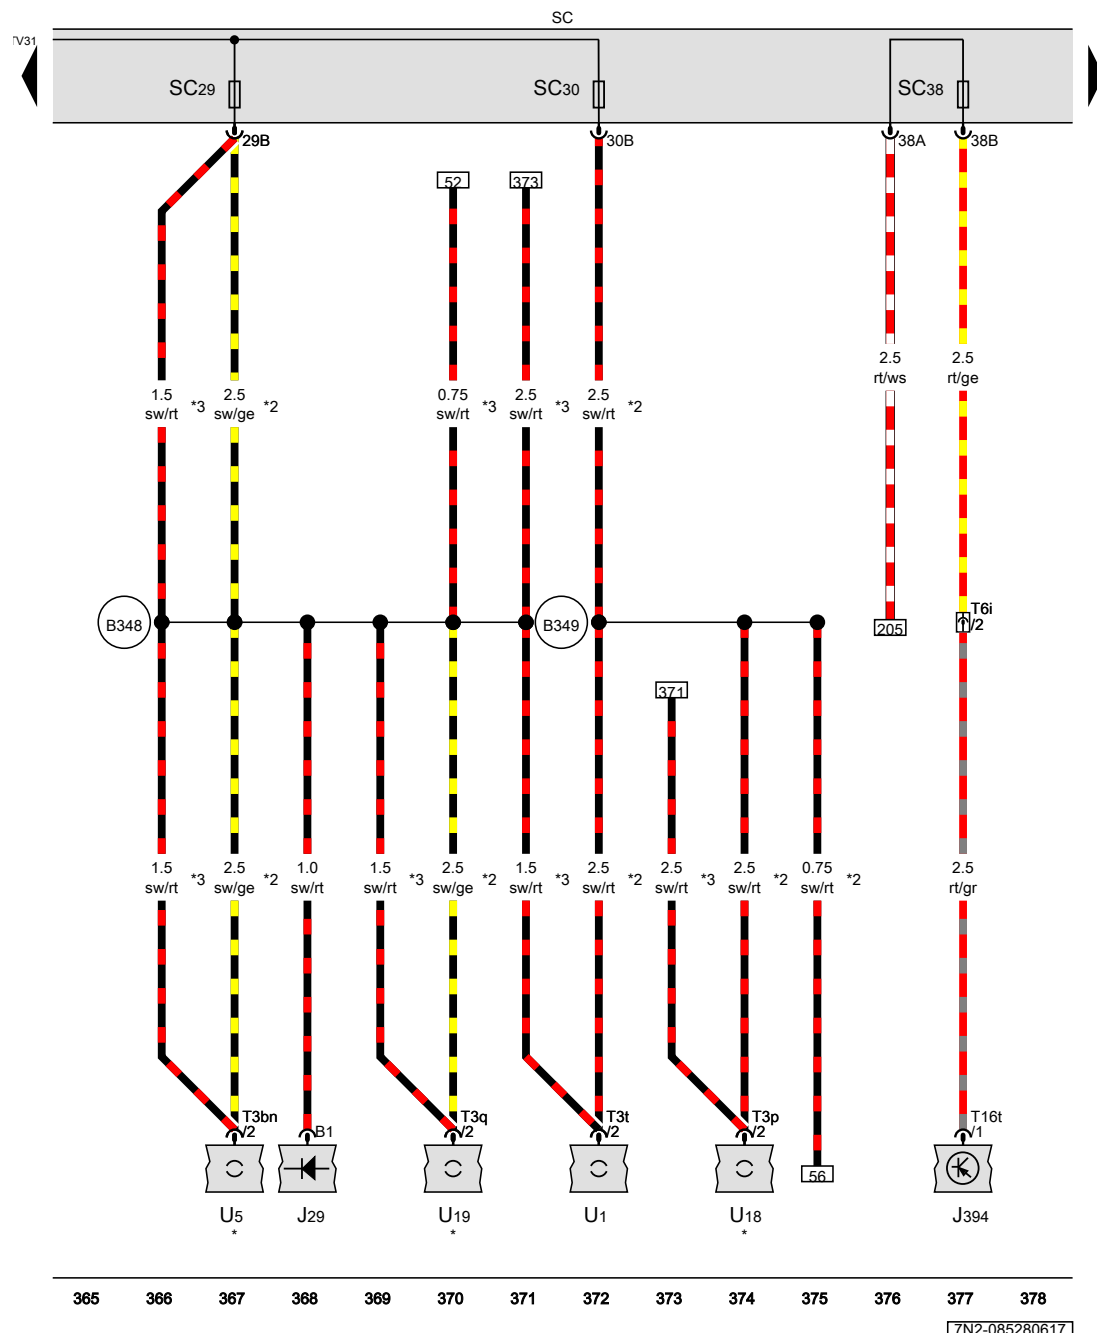 SC
TV31
SC29 SC30 SC38
29B 30B 38A 38B
52 373
2.5 2.5
rt/ws rt/ge
1.5 2.5 0.75 2.5 2.5
sw/rt *3 sw/ge *2 sw/rt *3 sw/rt *3 sw/rt *2
T6i
/2
B348 B349 205
371
1.5 2.5 1.0 1.5 2.5 1.5 2.5 2.5 2.5 0.75 2.5
sw/rt *3 sw/ge *2 sw/rt sw/rt *3 sw/ge *2 sw/rt *3 sw/rt *2 sw/rt *3 sw/rt *2 sw/rt *2 rt/gr
T3bn T3q T3t T3p T16t
/2 B1 /2 /2 /2 /1
56
U5 J29 U19 U1 U18 J394
* * *
365 366 367 368 369 370 371 372 373 374 375 376 377 378
7N2-085280617